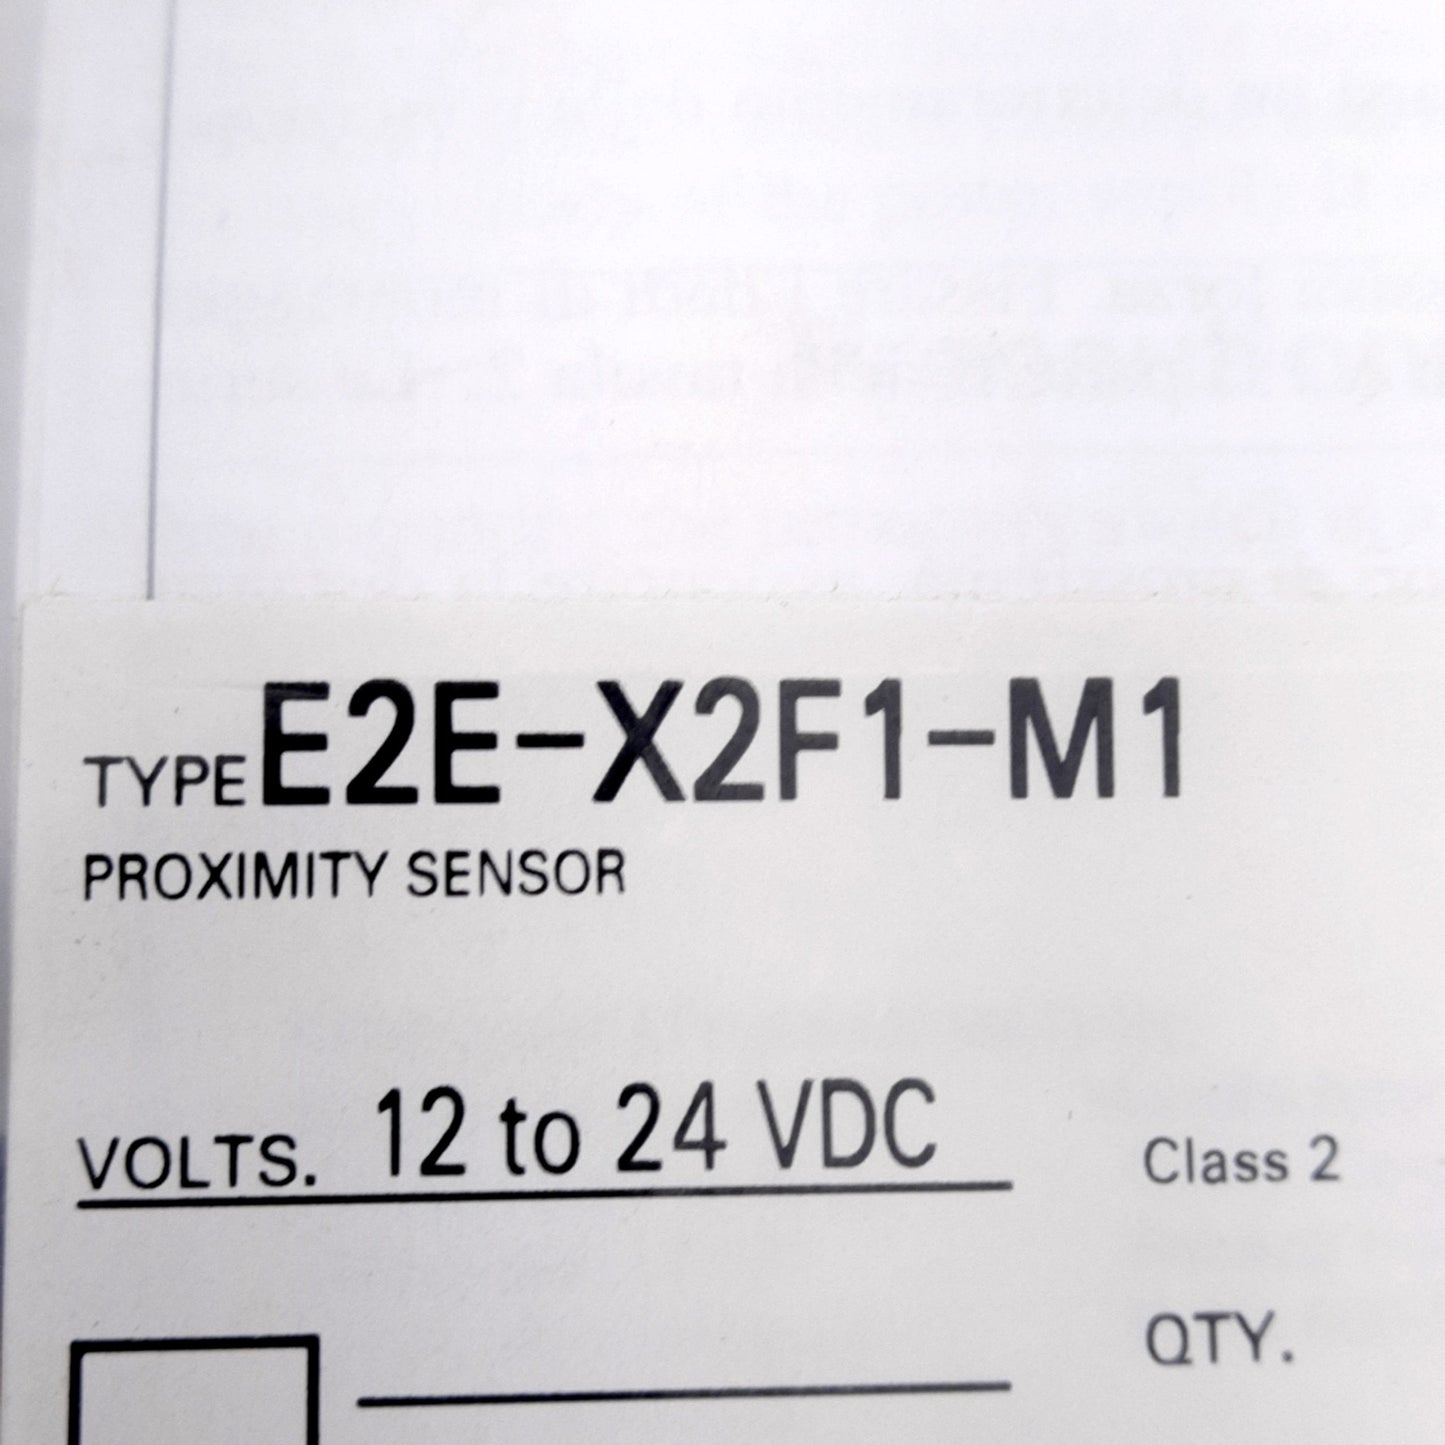 TYPE E2E-X2F1-M1
PROXIMITY SENSOR
VOLTS. 12 to 24 VDC
Class 2
QTY.